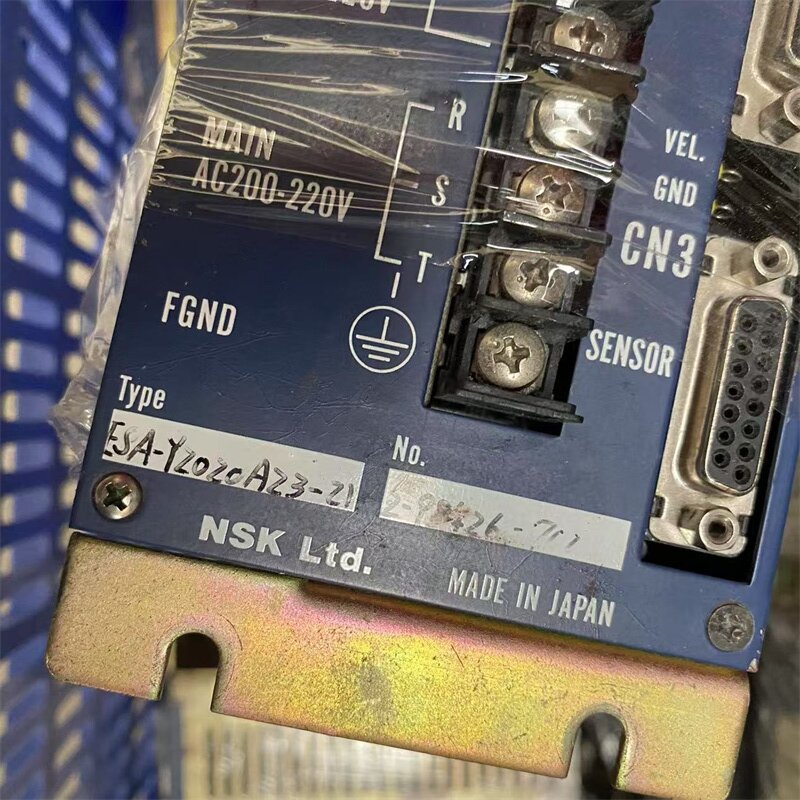 R
MAIN
S
AC200-220V
T
VEL.
GND
CN3
FGND
SENSOR
Type
ESA-Y2020A23-21
No.
NSK Ltd.
MADE IN JAPAN